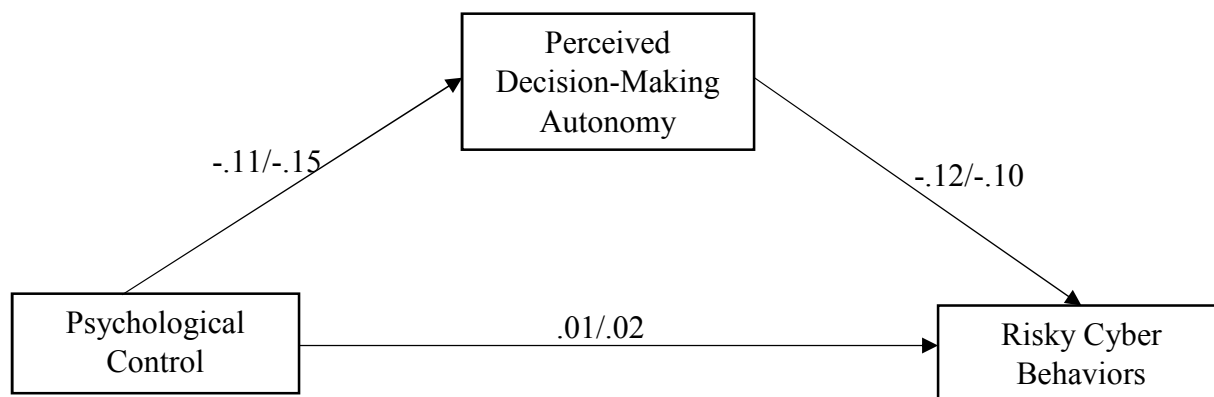 Perceived
Decision-Making
Autonomy
-.11/-.15
-.12/-.10
Psychological
Control
.01/.02
Risky Cyber
Behaviors